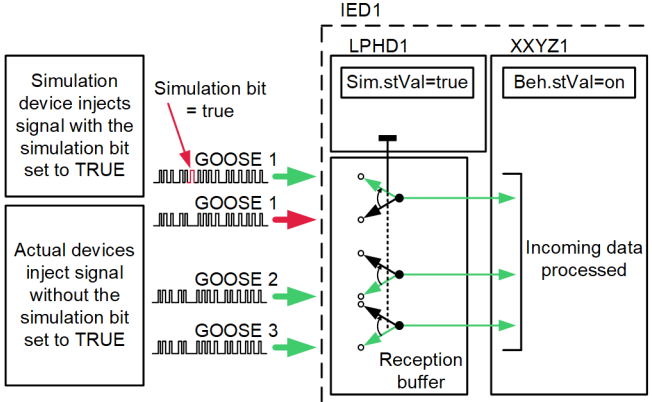 IED1
LPHD1
XXYZ1
Simulation
device injects
signal with the
simulation bit
set to TRUE
Simulation bit
= true
Sim.stVal=true
Beh.stVal=on
GOOSE 1
GOOSE 1
Actual devices
inject signal
without the
simulation bit
set to TRUE
GOOSE 2
GOOSE 3
Incoming data
processed
Reception
buffer